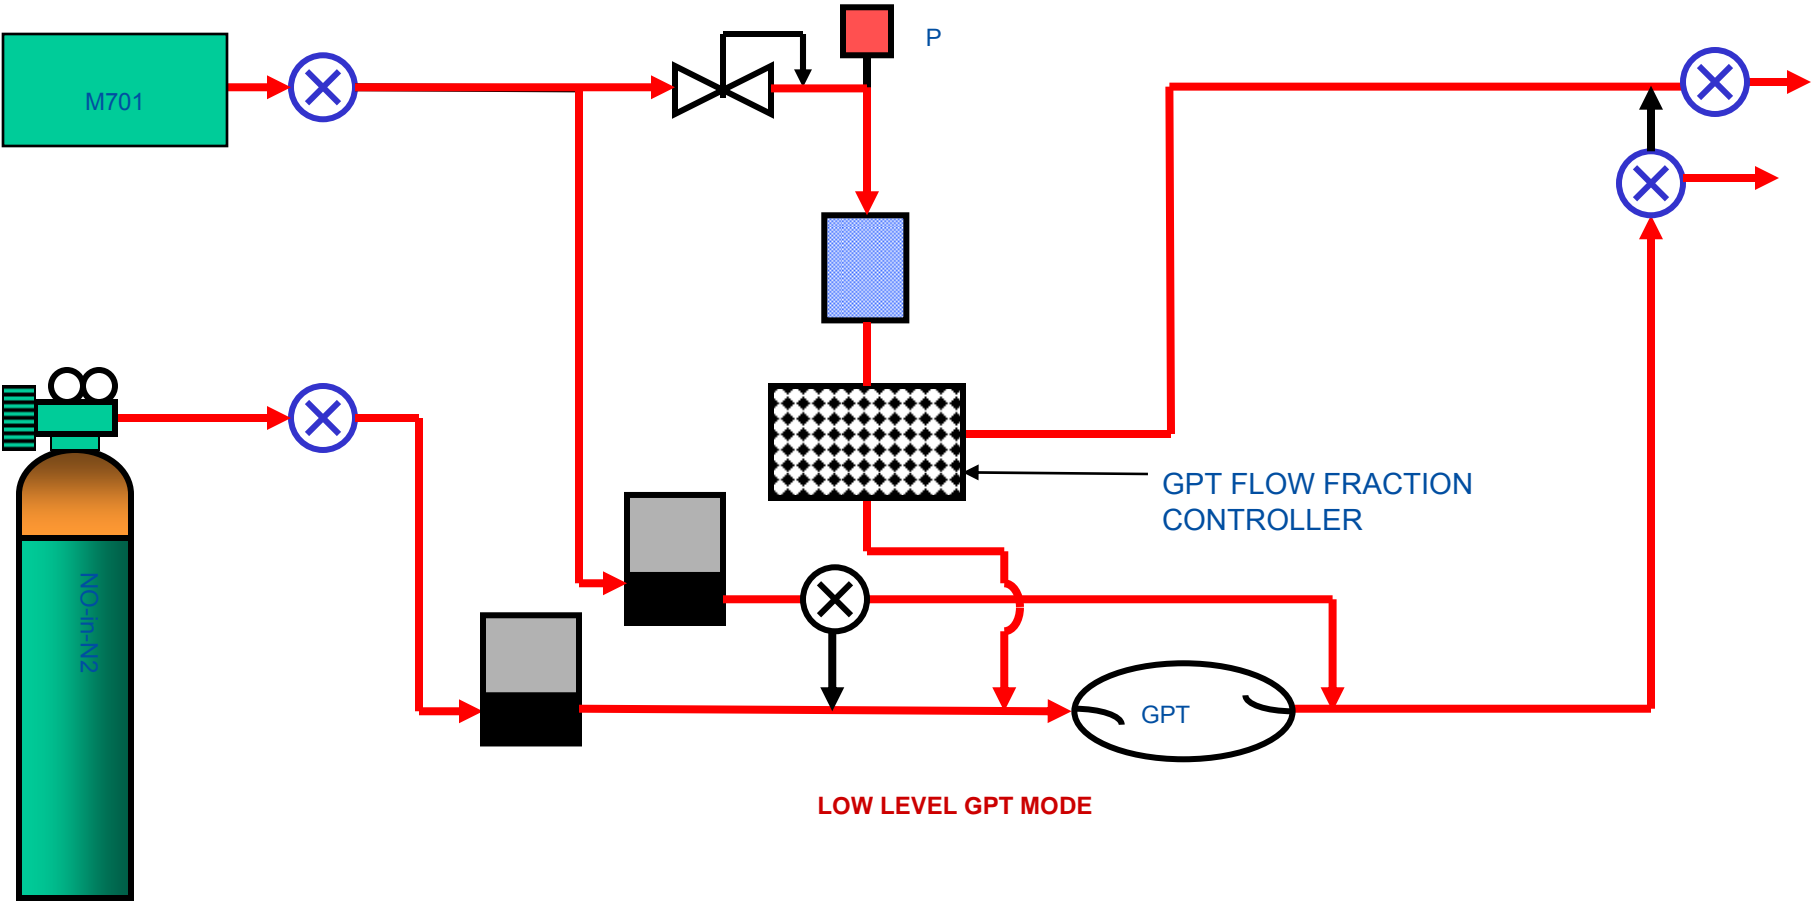 P
M701
GPT FLOW FRACTION
CONTROLLER
NO-in-N2
GPT
LOW LEVEL GPT MODE